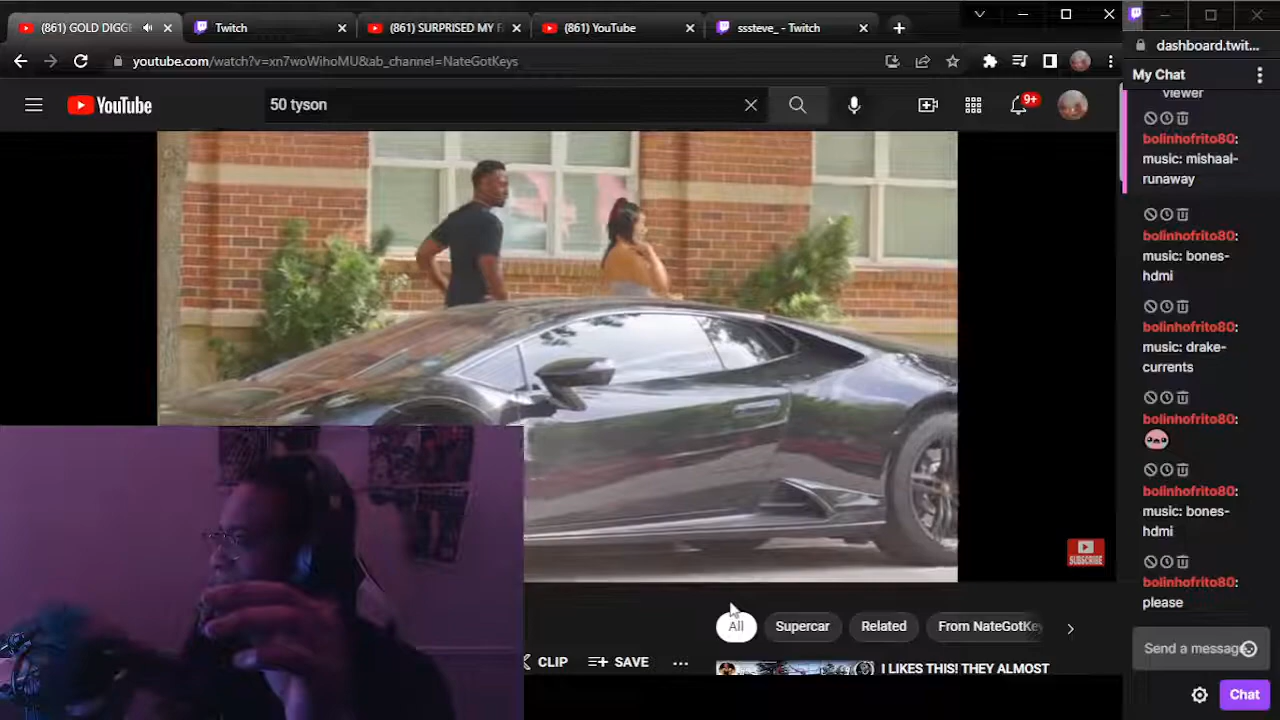 (861) GOLD DIGG
Twitch
(861) SURPRISED MY F
(861) YouTube
ssteve_ - Twitch
youtube.com/watch?v=xn7woWihoMU&ab_channel=NateGotKeys
YouTube
50 tyson
9+
SUBSCRIBE
All
Supercar
Related
From NateGotKey
CLIP
SAVE
I LIKES THIS! THEY ALMOST
dashboard.twit...
My Chat
viewer
bolinhofrito80:
music: mishaal-
runaway
bolinhofrito80:
music: bones-
hdmi
bolinhofrito80:
music: drake-
currents
bolinhofrito80:
bolinhofrito80:
music: bones-
hdmi
bolinhofrito80:
please
Send a message
Chat